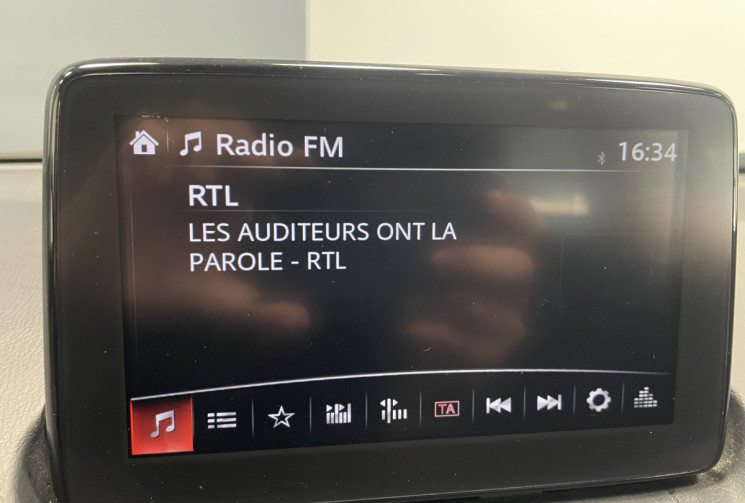 Radio FM
16:34
RTL
LES AUDITEURS ONT LA
PAROLE - RTL
TA